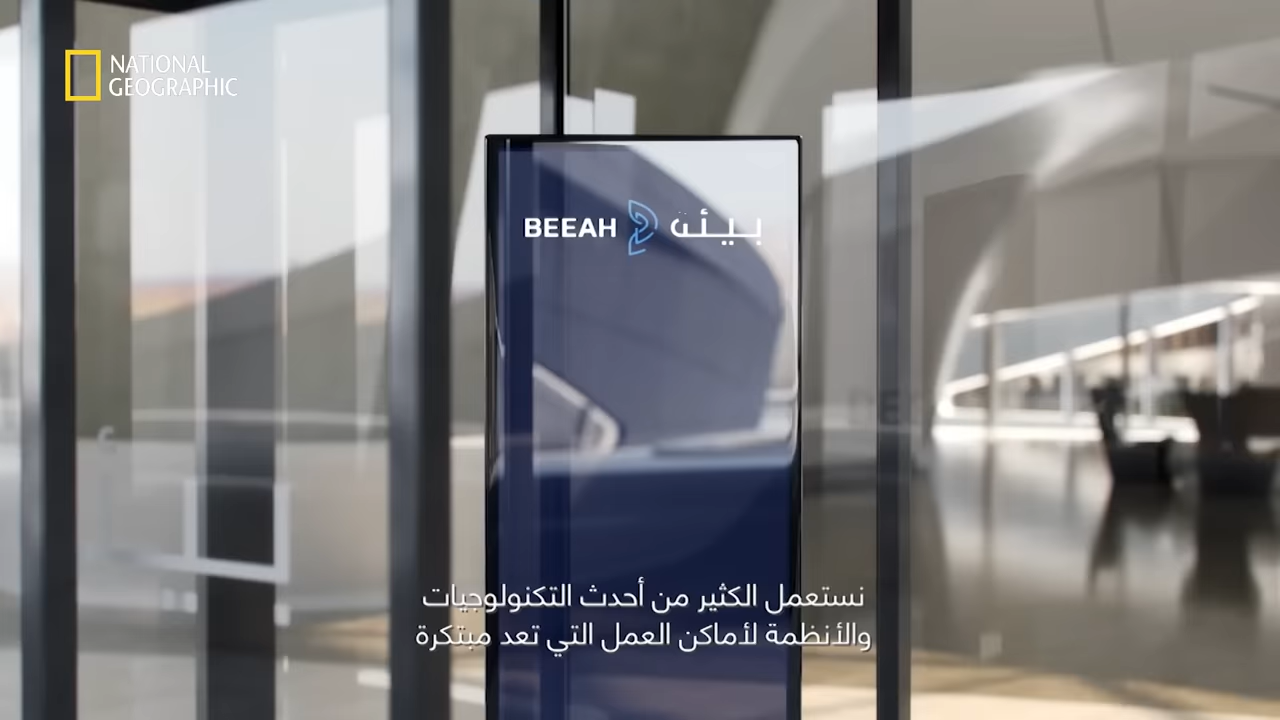 NATIONAL
GEOGRAPHIC
BEEAH بيئة
نستعمل الكثير من أحدث التكنولوجيات
والأنظمة لأماكن العمل التي تعد مبتكرة